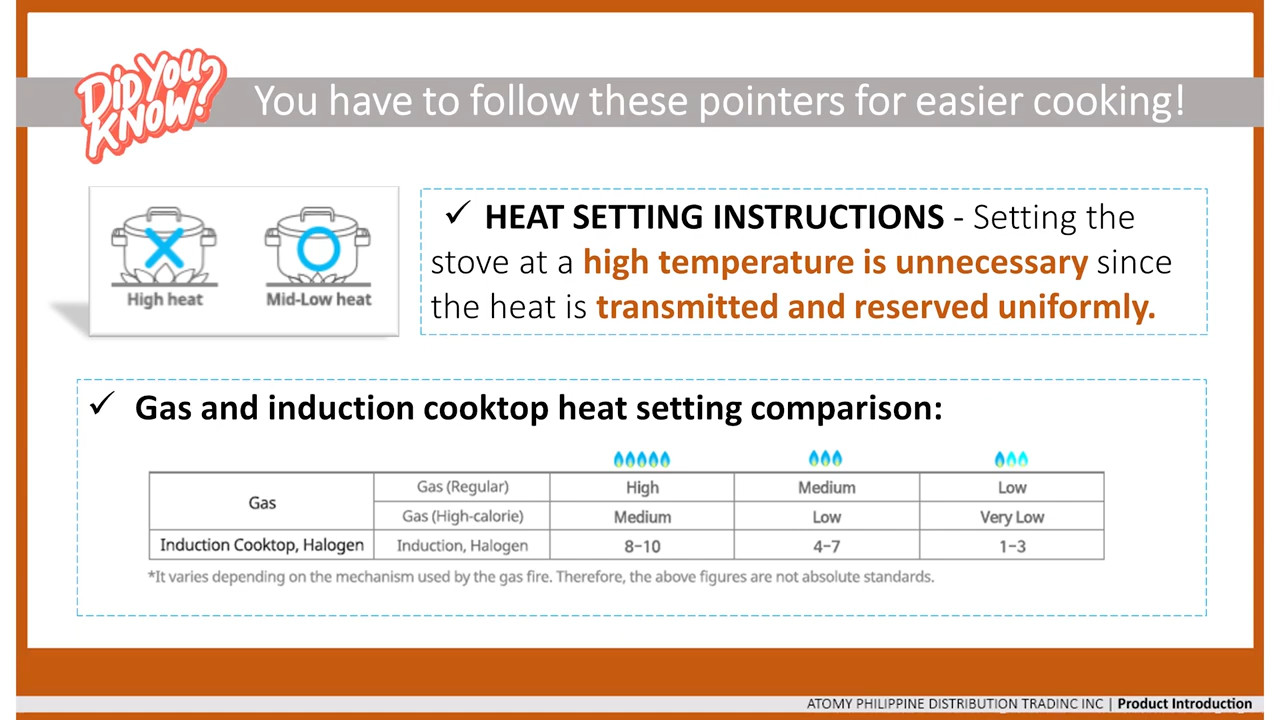 DiD YOU KNOW?
You have to follow these pointers for easier cooking!
High heat
Mid-Low heat
✓ HEAT SETTING INSTRUCTIONS - Setting the
stove at a high temperature is unnecessary since
the heat is transmitted and reserved uniformly.
✓ Gas and induction cooktop heat setting comparison:
Gas
Gas (Regular) High Medium Low
Gas (High-calorie) Medium Low Very Low
Induction Cooktop, Halogen Induction, Halogen 8-10 4-7 1-3
*It varies depending on the mechanism used by the gas fire. Therefore, the above figures are not absolute standards.
ATOMY PHILIPPINE DISTRIBUTION TRADINC INC | Product Introduction